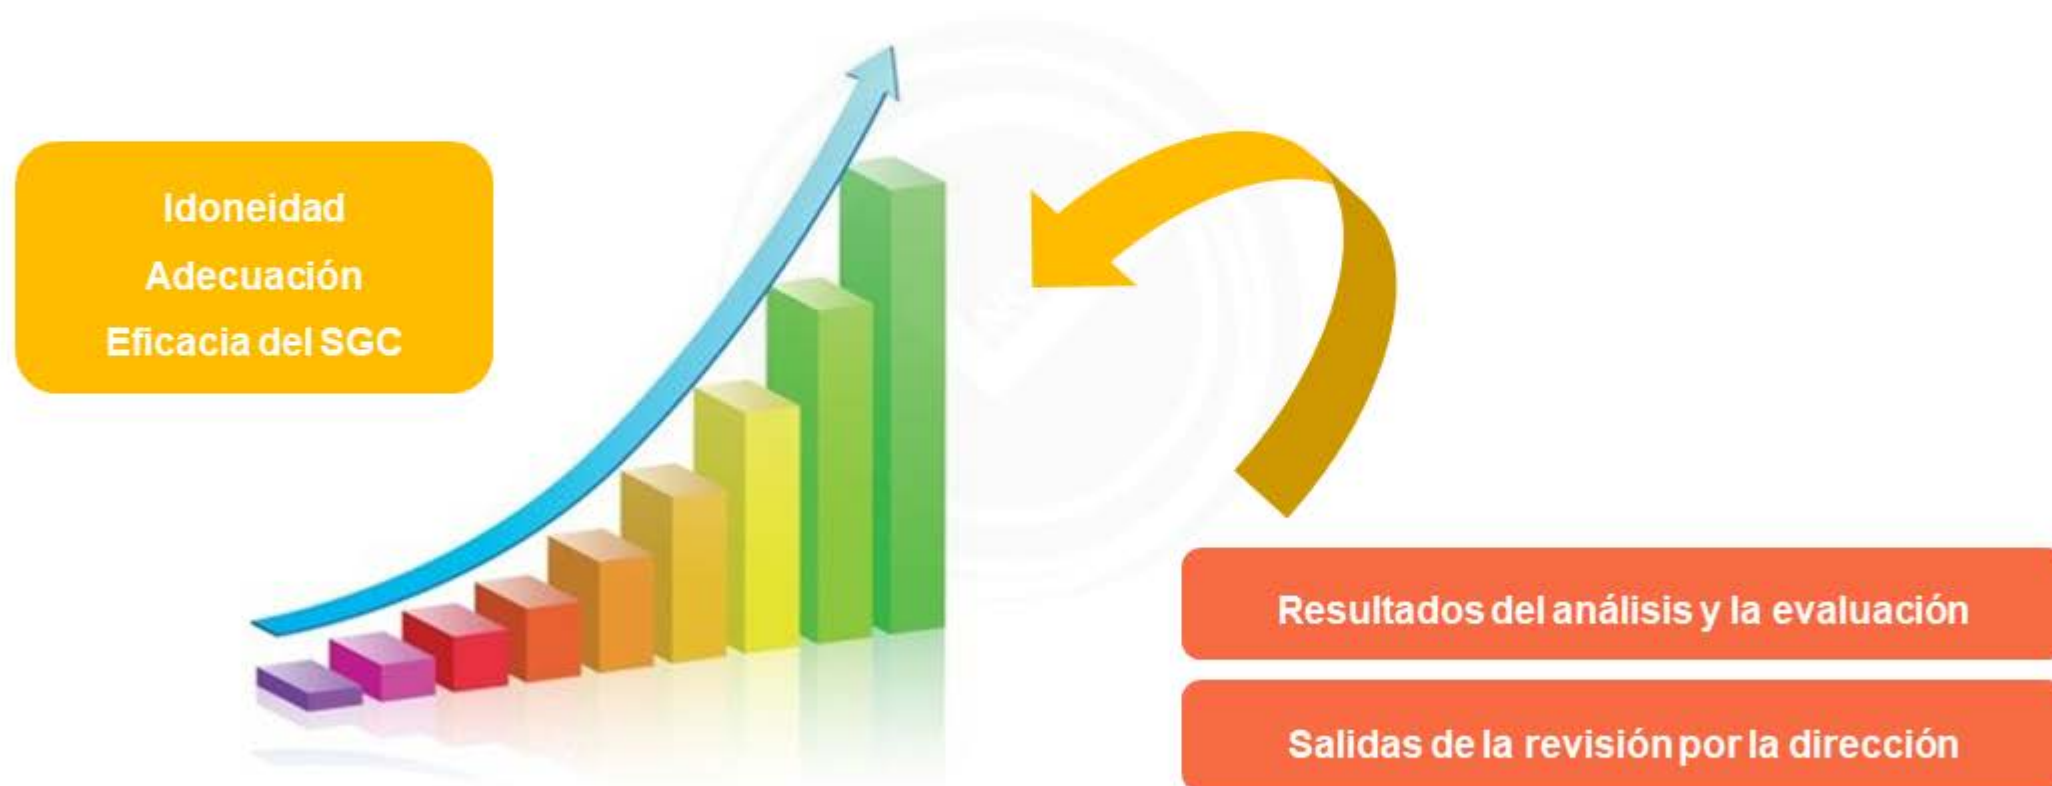 Idoneidad
Adecuación
Eficacia del SGC
Resultados del análisis y la evaluación
Salidas de la revisión por la dirección